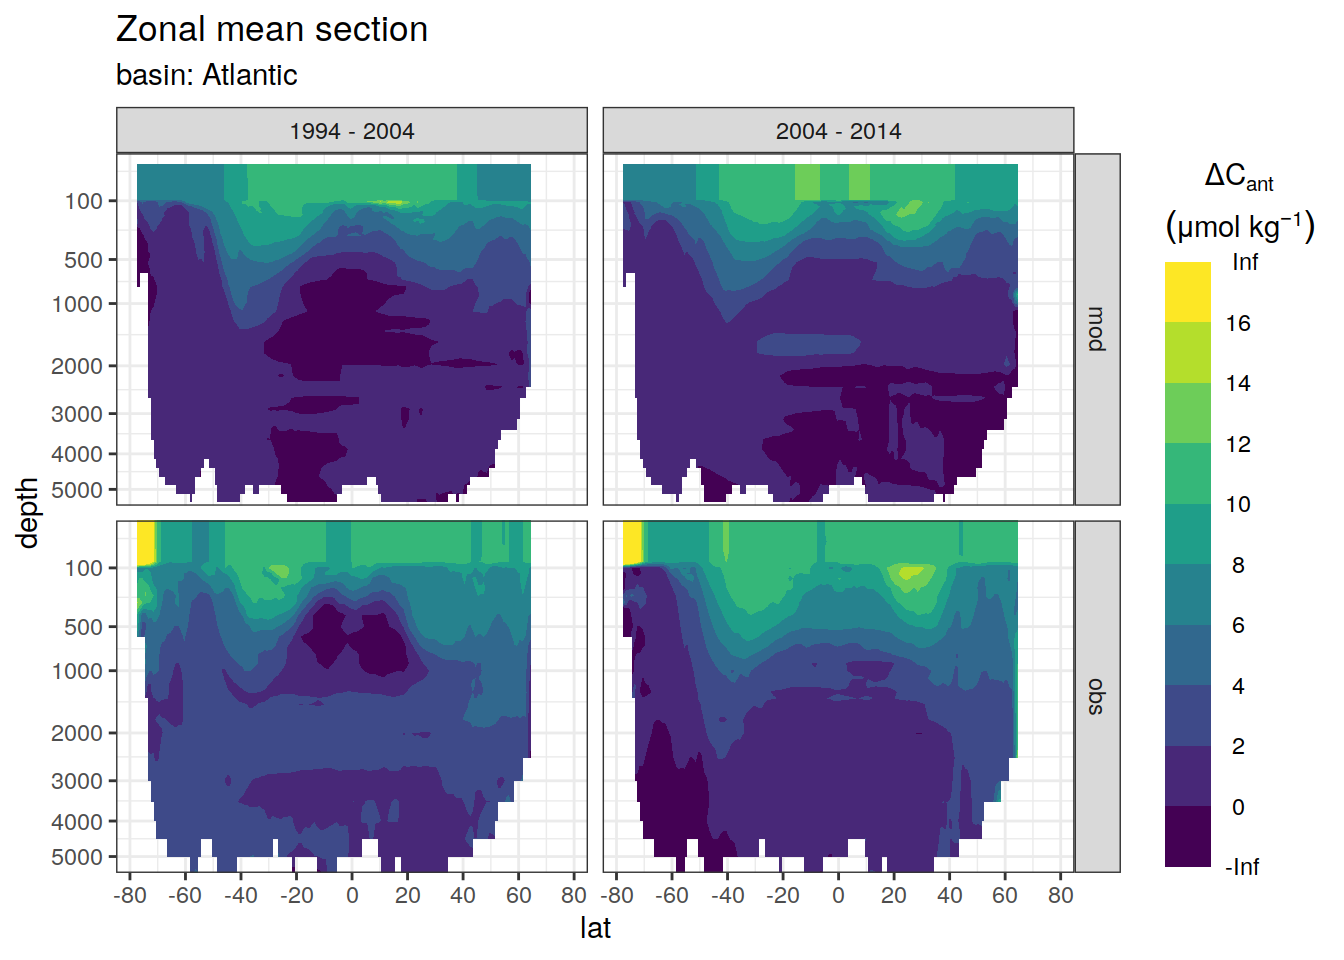 Zonal mean section
basin: Atlantic
1994 - 2004
2004 - 2014
mod
obs
depth
100
500
1000
2000
3000
4000
5000
100
500
1000
2000
3000
4000
5000
-80 -60 -40 -20 0 20 40 60 80
-80 -60 -40 -20 0 20 40 60 80
lat
ΔCant
(μmol kg⁻¹)
Inf
16
14
12
10
8
6
4
2
0
-Inf